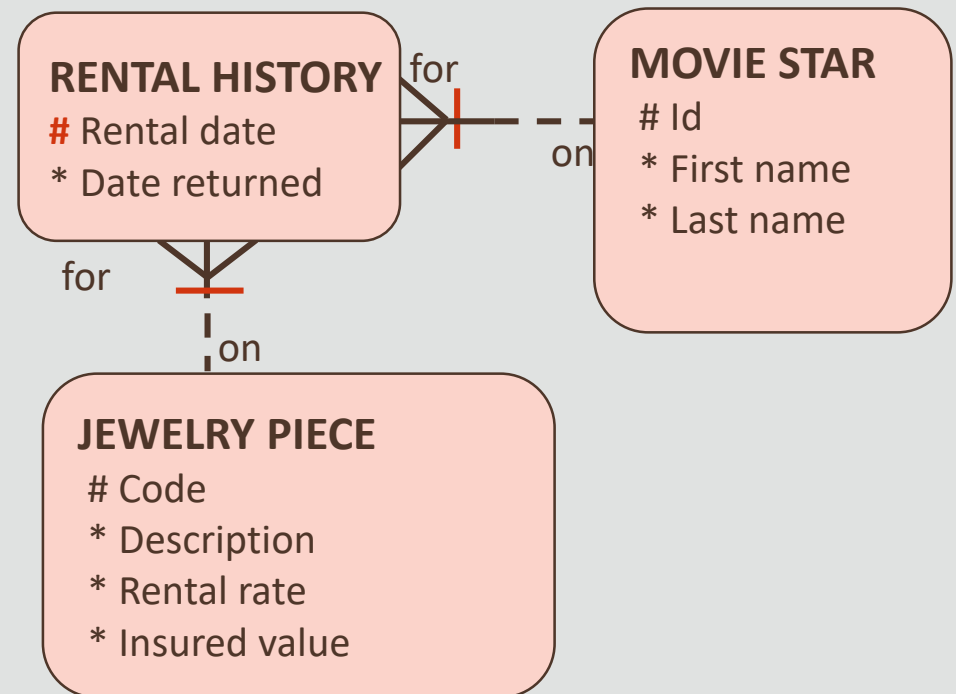 RENTAL HISTORY
# Rental date
* Date returned
for
on
MOVIE STAR
# Id
* First name
* Last name
for
on
JEWELRY PIECE
# Code
* Description
* Rental rate
* Insured value